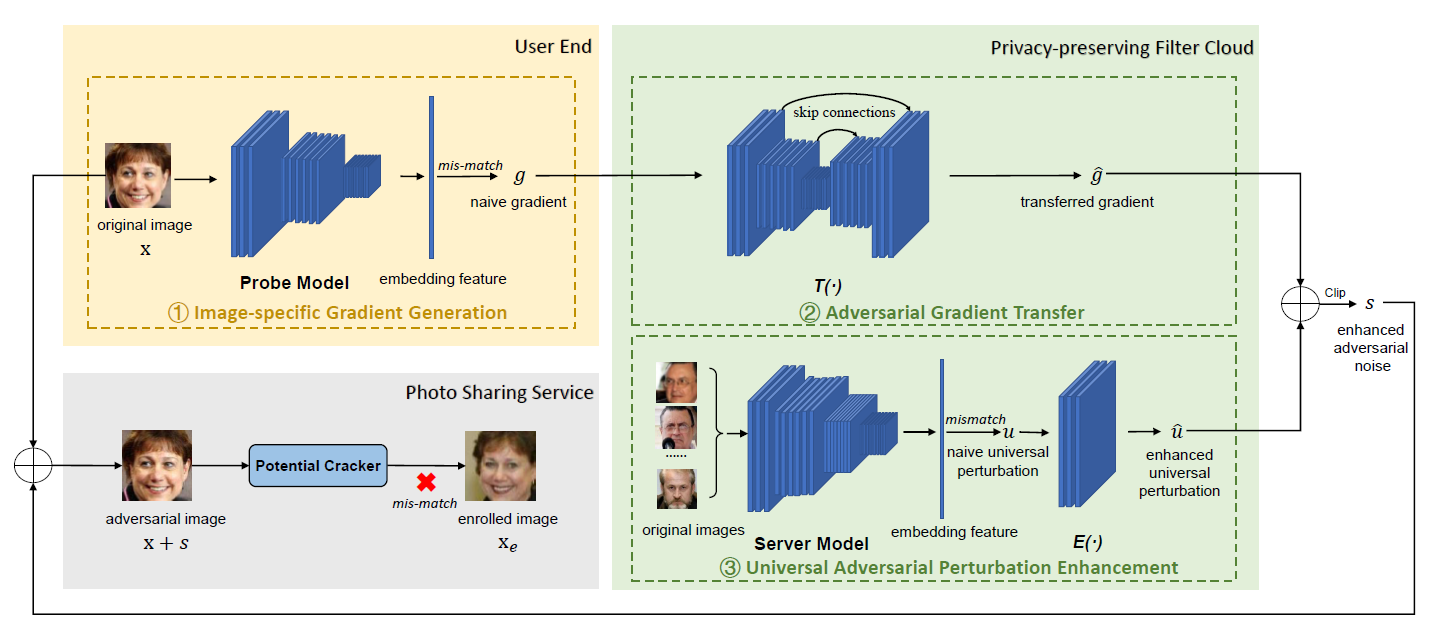 User End
original image
x
Probe Model
embedding feature
mis-match
g
naive gradient
① Image-specific Gradient Generation
Privacy-preserving Filter Cloud
skip connections
T(·)
ĝ
transferred gradient
② Adversarial Gradient Transfer
Clip
s
enhanced
adversarial
noise
Photo Sharing Service
adversarial image
x + s
Potential Cracker
mis-match
enrolled image
xₑ
......
original images
Server Model
embedding feature
mismatch
u
naive universal
perturbation
E(·)
û
enhanced
universal
perturbation
③ Universal Adversarial Perturbation Enhancement